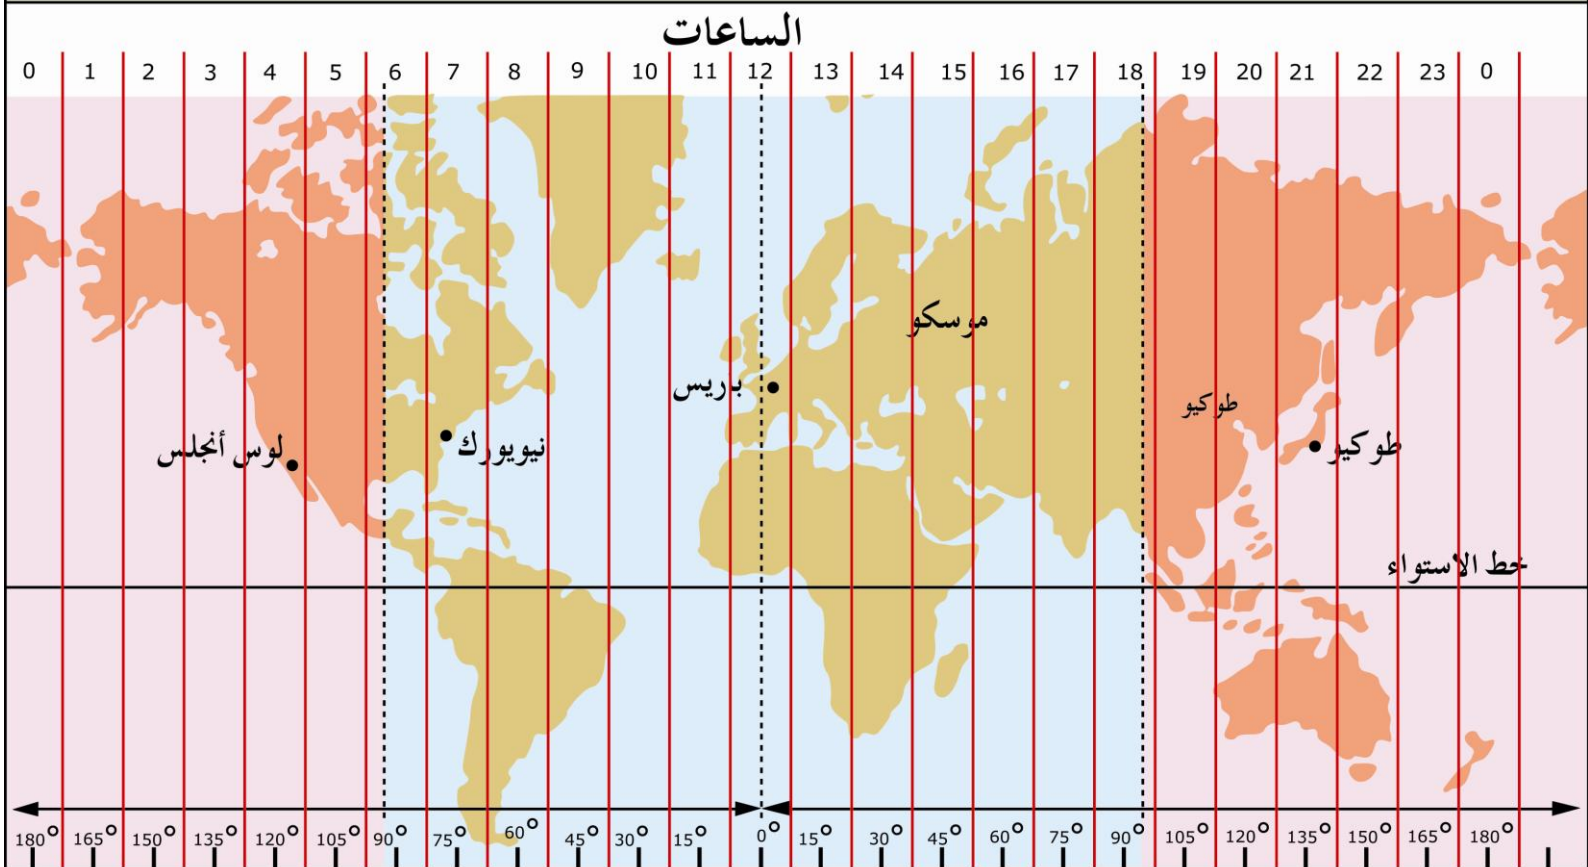 الساعات
0 1 2 3 4 5 6 7 8 9 10 11 12 13 14 15 16 17 18 19 20 21 22 23 0
موسكو
باريس
طوكيو
لوس أنجلس
نيويورك
طوكيو
خط الاستواء
180° 165° 150° 135° 120° 105° 90° 75° 60° 45° 30° 15° 0° 15° 30° 45° 60° 75° 90° 105° 120° 135° 150° 165° 180°